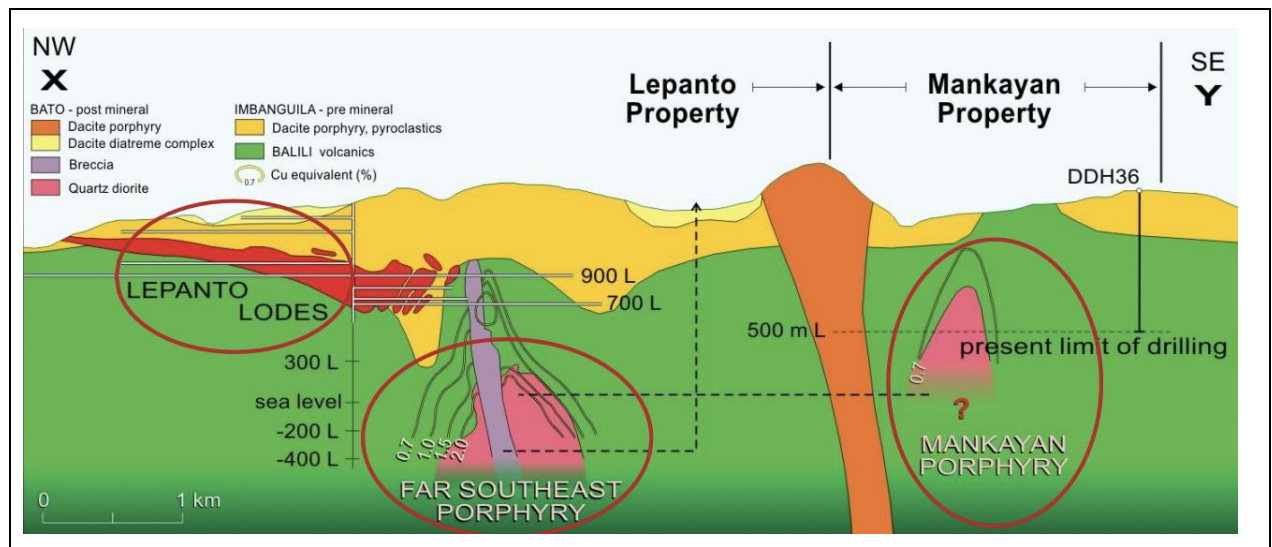 NW
X
BATO - post mineral
Dacite porphyry
Dacite diatreme complex
Breccia
Quartz diorite
IMBANGUILA - pre mineral
Dacite porphyry, pyroclastics
BALILI volcanics
0.7
Cu equivalent (%)
Lepanto
Property
Mankayan
Property
SE
Y
DDH36
LEPANTO
LODES
900 L
700 L
500 m L
present limit of drilling
300 L
sea level
-200 L
-400 L
0.7
1.0
1.5
2.0
0.7
?
MANKAYAN
PORPHYRY
FAR SOUTHEAST
PORPHYRY
0
1 km